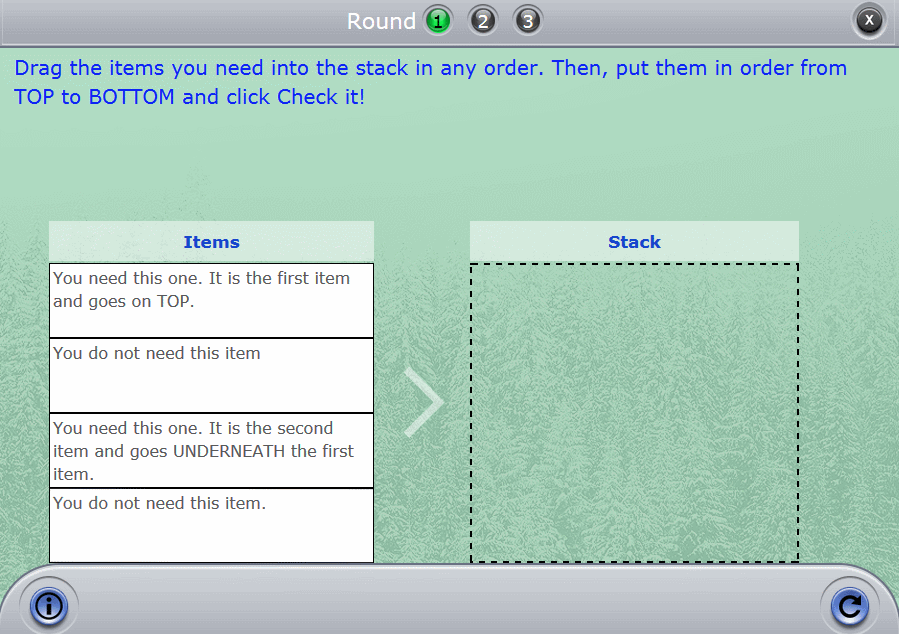 Round 1 2 3 X
Drag the items you need into the stack in any order. Then, put them in order from
TOP to BOTTOM and click Check it!
Items
Stack
You need this one. It is the first item
and goes on TOP.
You do not need this item
You need this one. It is the second
item and goes UNDERNEATH the first
item.
You do not need this item.
i